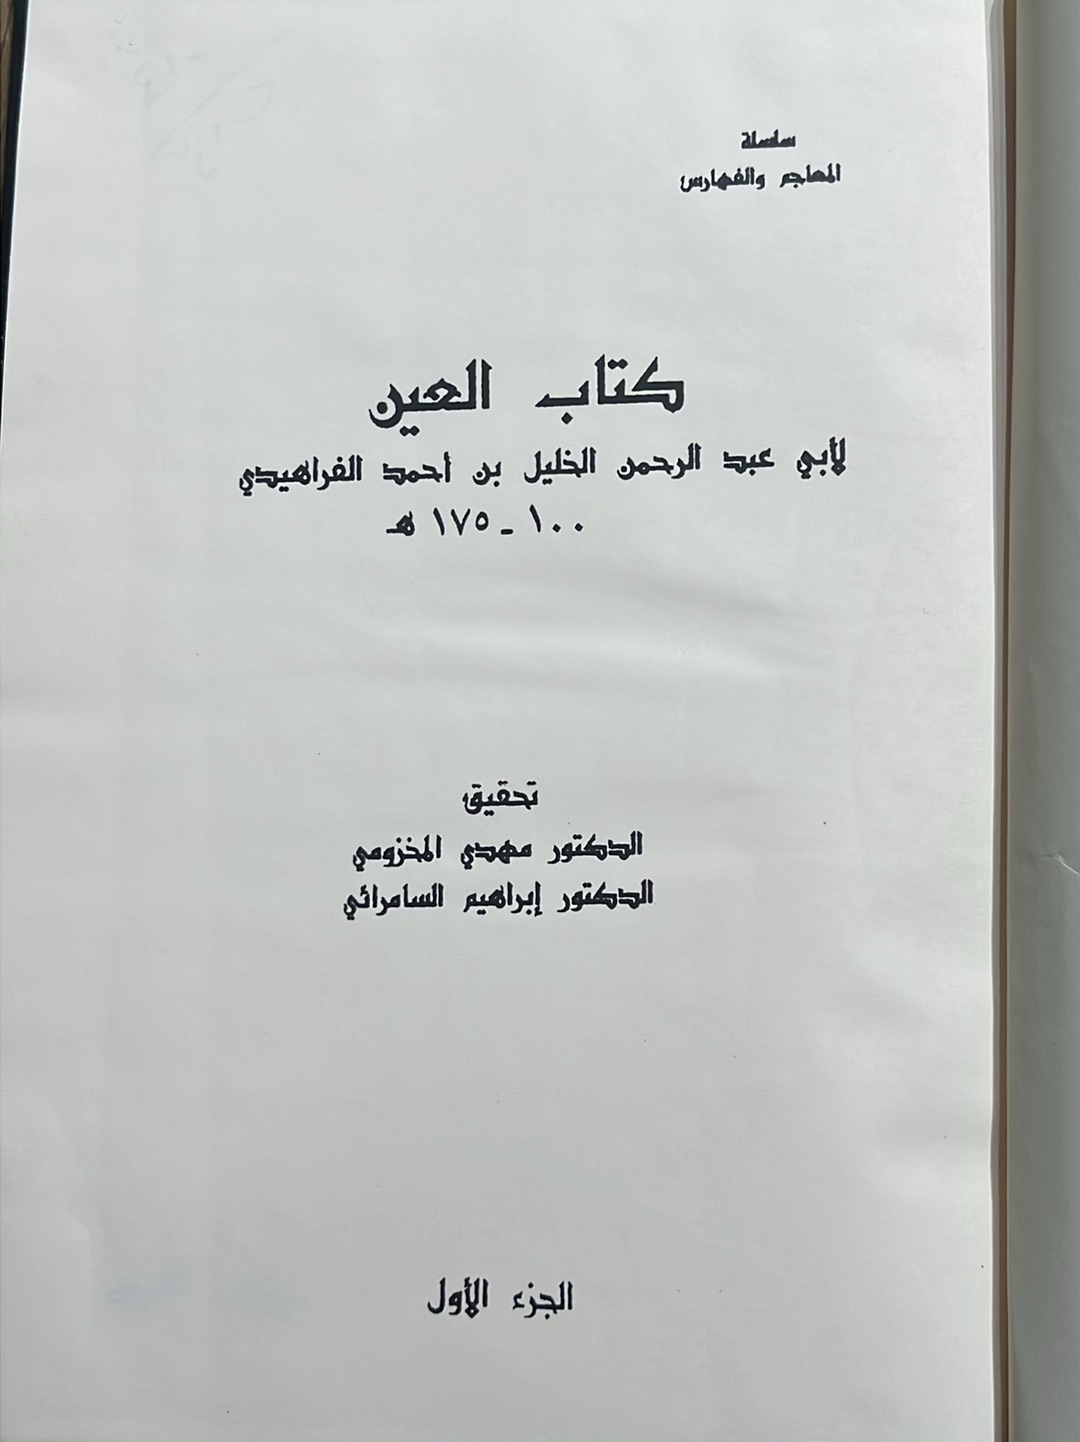 سلسلة
المعاجم والفهارس
كتاب العين
لأبي عبد الرحمن الخليل بن أحمد الفراهيدي
١٠٠ - ١٧٥ هـ
تحقيق
الدكتور مهدي المخزومي
الدكتور إبراهيم السامرائي
الجزء الأول